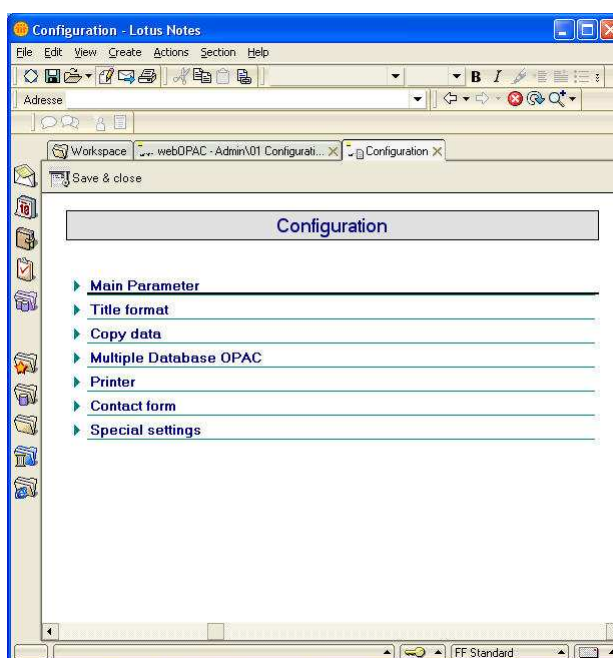 Configuration - Lotus Notes
File Edit View Create Actions Section Help
B I
Adresse
Workspace webOPAC - Admin\01 Configurati... Configuration
Save & close
Configuration
Main Parameter
Title format
Copy data
Multiple Database OPAC
Printer
Contact form
Special settings
FF Standard